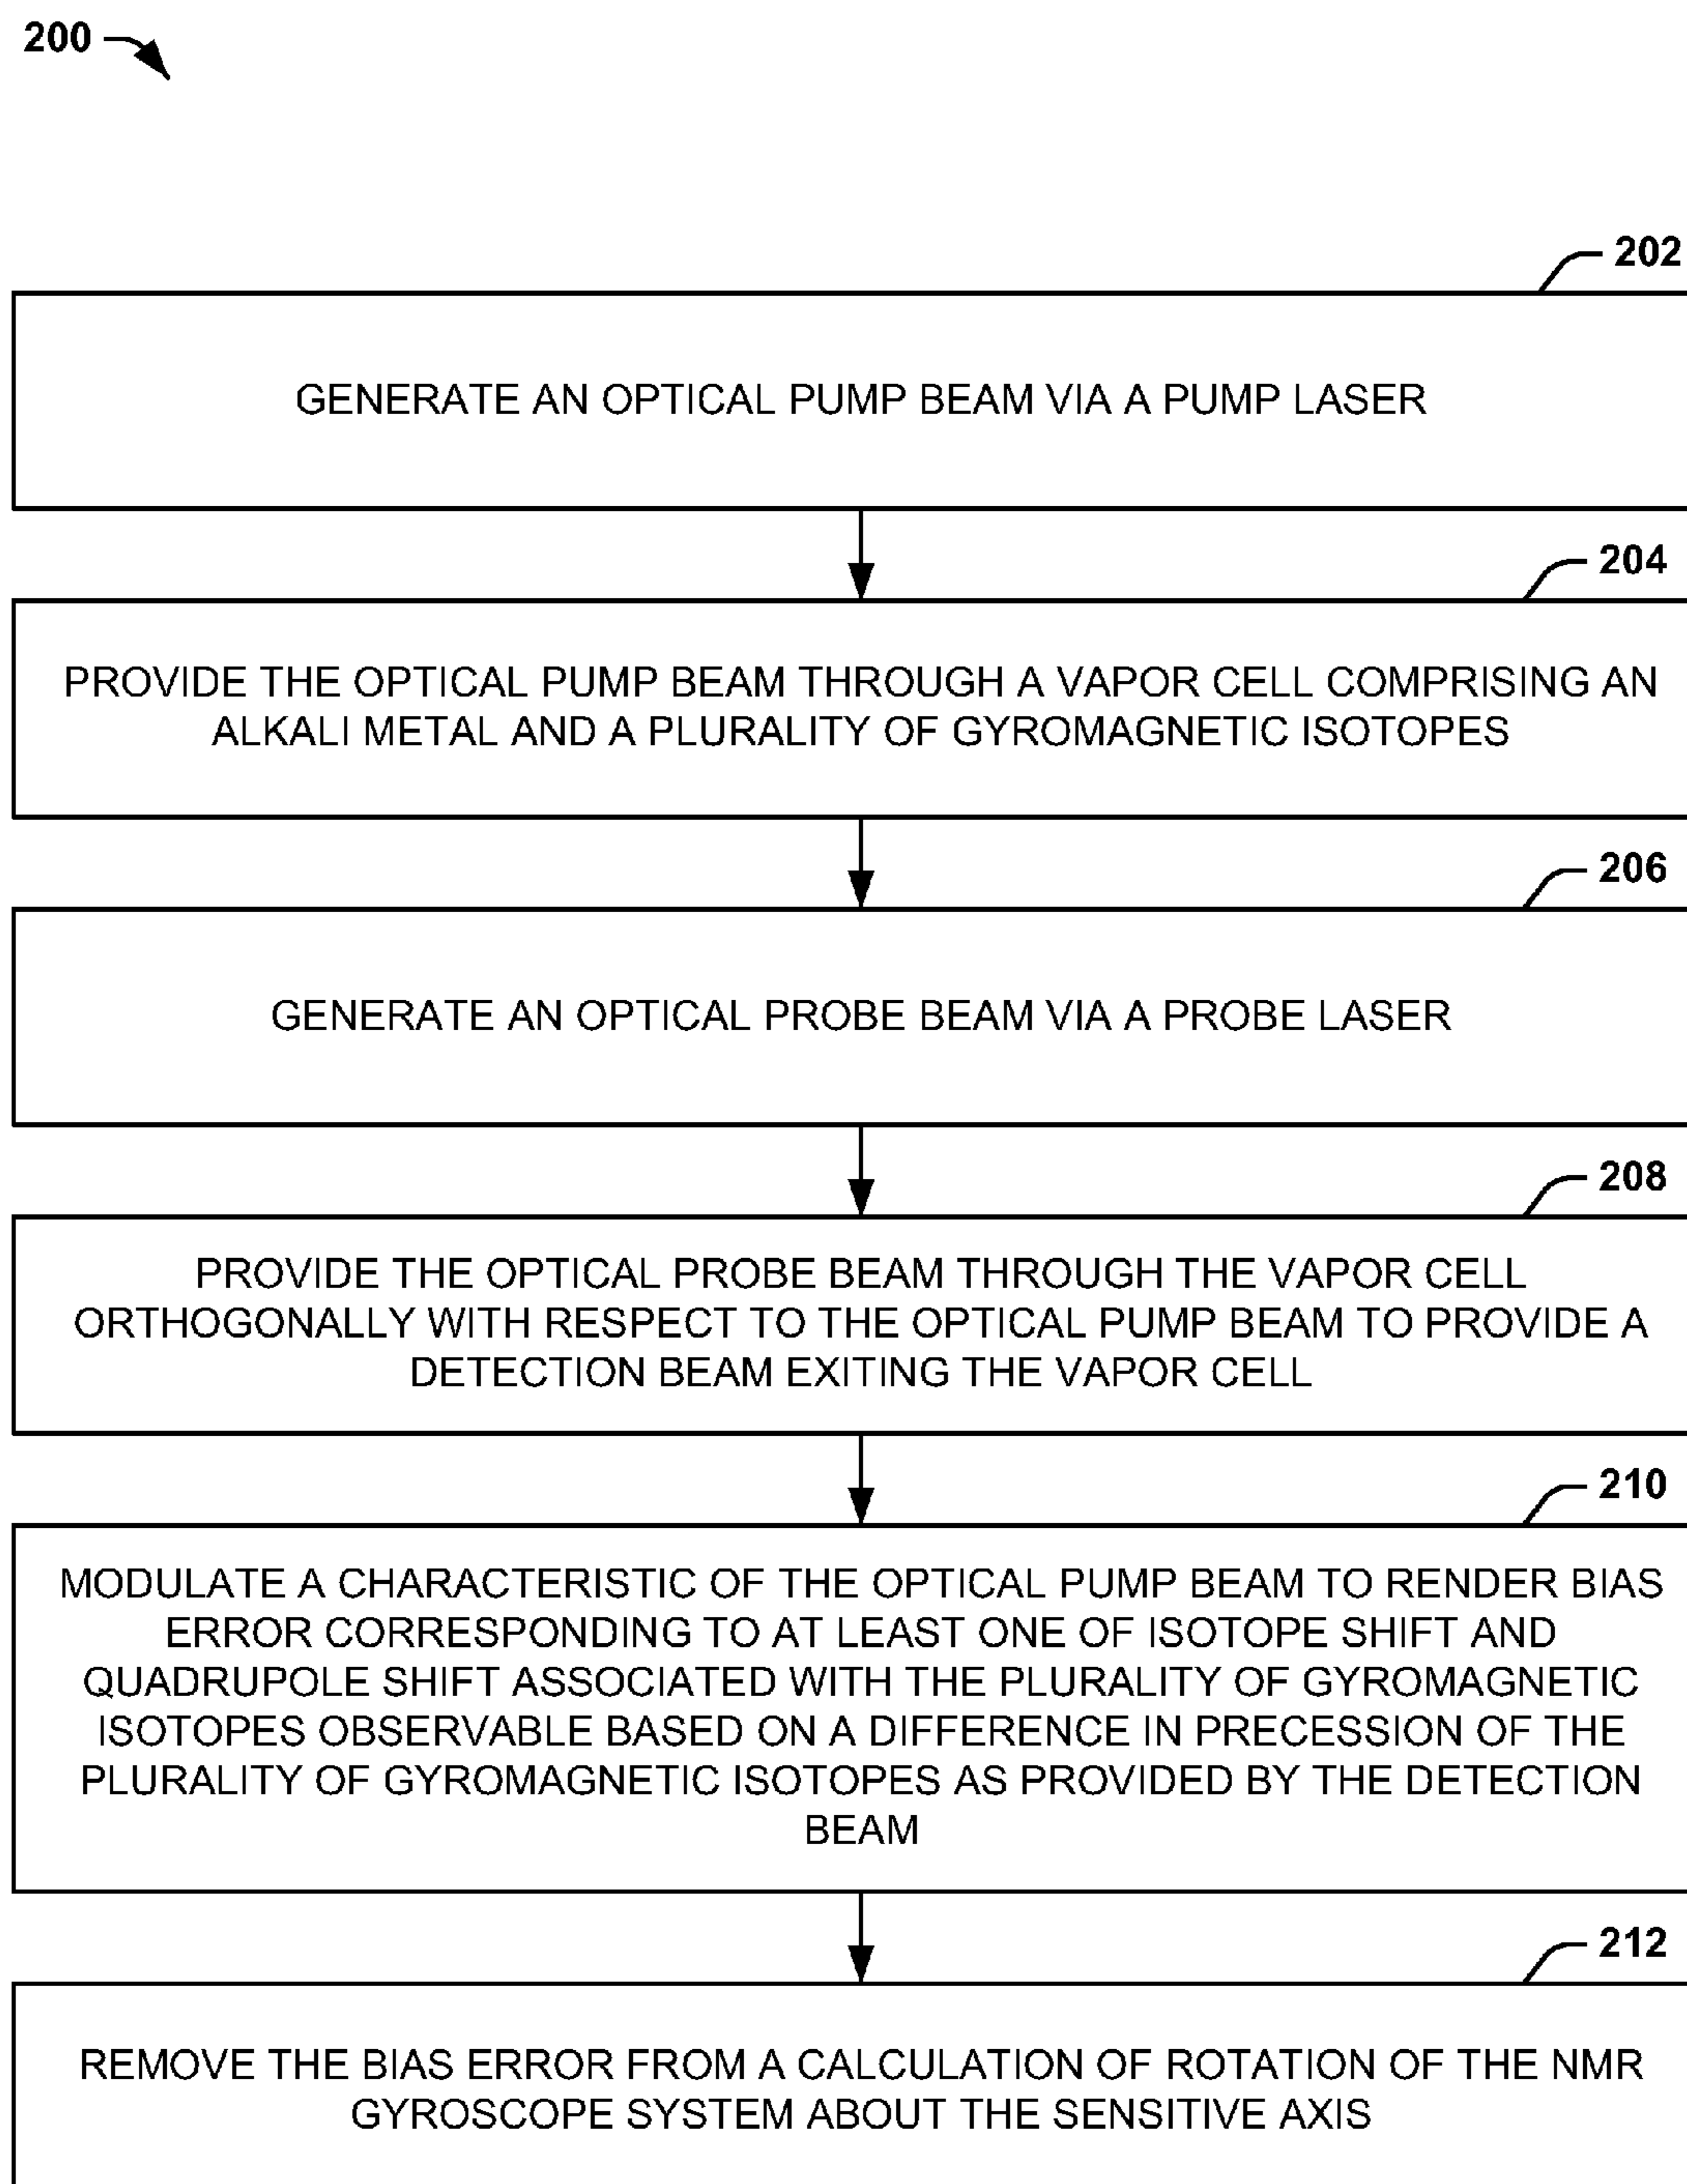 200
202
GENERATE AN OPTICAL PUMP BEAM VIA A PUMP LASER
204
PROVIDE THE OPTICAL PUMP BEAM THROUGH A VAPOR CELL COMPRISING AN
ALKALI METAL AND A PLURALITY OF GYROMAGNETIC ISOTOPES
206
GENERATE AN OPTICAL PROBE BEAM VIA A PROBE LASER
208
PROVIDE THE OPTICAL PROBE BEAM THROUGH THE VAPOR CELL
ORTHOGONALLY WITH RESPECT TO THE OPTICAL PUMP BEAM TO PROVIDE A
DETECTION BEAM EXITING THE VAPOR CELL
210
MODULATE A CHARACTERISTIC OF THE OPTICAL PUMP BEAM TO RENDER BIAS
ERROR CORRESPONDING TO AT LEAST ONE OF ISOTOPE SHIFT AND
QUADRUPOLE SHIFT ASSOCIATED WITH THE PLURALITY OF GYROMAGNETIC
ISOTOPES OBSERVABLE BASED ON A DIFFERENCE IN PRECESSION OF THE
PLURALITY OF GYROMAGNETIC ISOTOPES AS PROVIDED BY THE DETECTION
BEAM
212
REMOVE THE BIAS ERROR FROM A CALCULATION OF ROTATION OF THE NMR
GYROSCOPE SYSTEM ABOUT THE SENSITIVE AXIS